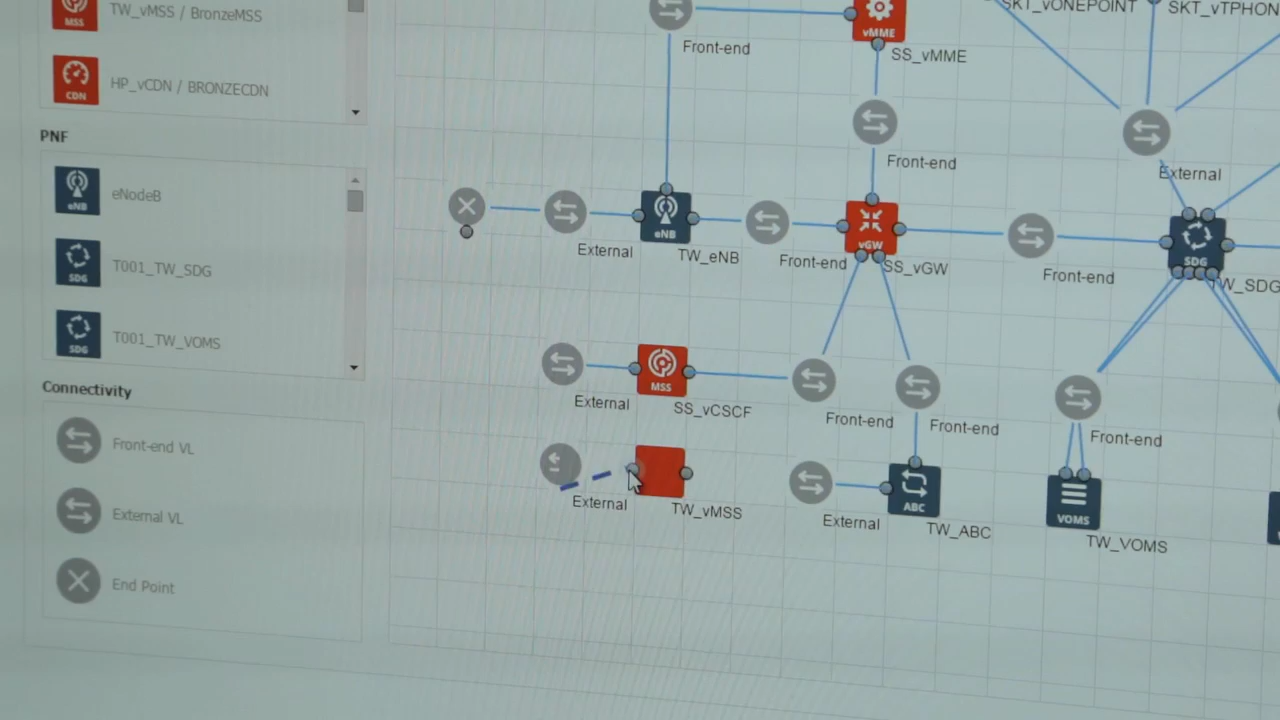 TW_vMSS / BronzeMSS
MSS
HP_vCDN / BRONZECDN
CDN
PNF
eNodeB
eNB
T001_TW_SDG
SDG
T001_TW_VOMS
SDG
Connectivity
Front-end VL
External VL
End Point
SKT_vONEPOINT
Front-end
vMME
SS_vMME
Front-end
External
External
eNB
TW_eNB
Front-end
vGW
SS_vGW
Front-end
SDG
TW_SDG
External
MSS
SS_vCSCF
Front-end
Front-end
Front-end
External
TW_vMSS
External
ABC
TW_ABC
VOMS
TW_VOMS